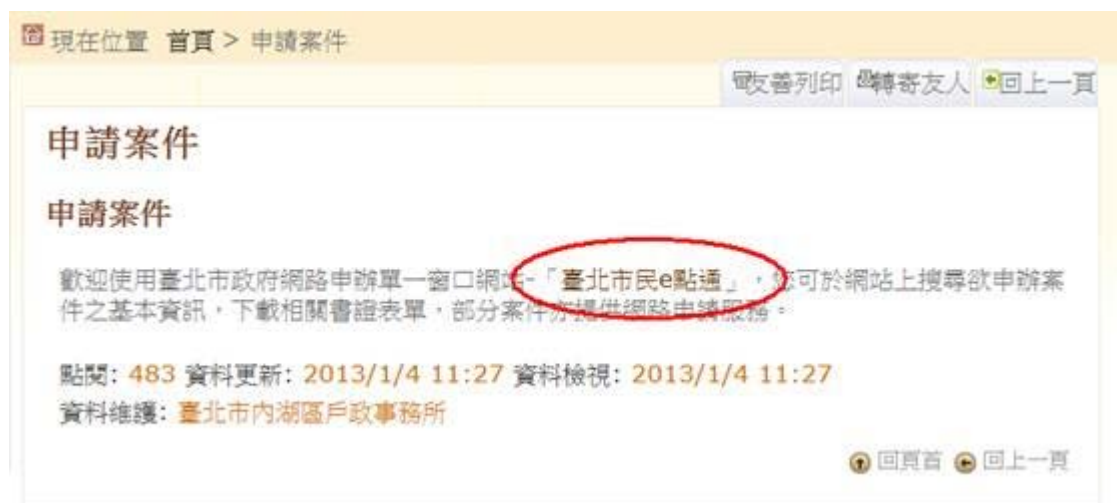 現在位置 首頁 > 申請案件
友善列印 轉寄友人 回上一頁
申請案件
申請案件
歡迎使用臺北市政府網路申辦單一窗口網站-「臺北市民e點通」，您可於網站上搜尋欲申辦案
件之基本資訊，下載相關書證表單，部分案件亦提供網路申請服務。
點閱: 483 資料更新: 2013/1/4 11:27 資料檢視: 2013/1/4 11:27
資料維護: 臺北市內湖區戶政事務所
回頁首 回上一頁